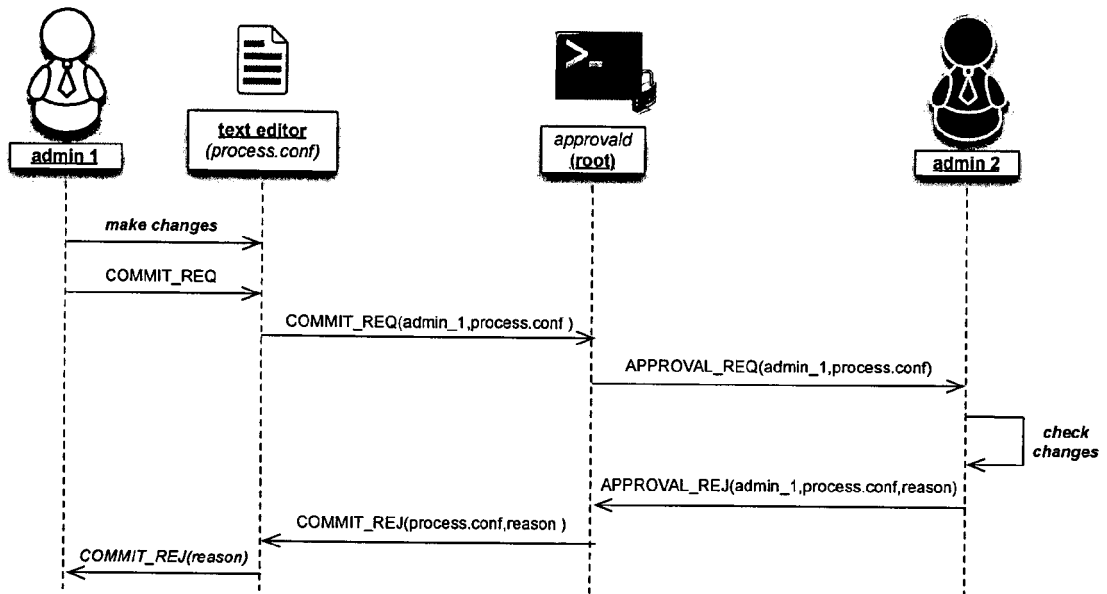 >_
admin 1
text editor
(process.conf)
approvald
(root)
admin 2
make changes
COMMIT_REQ
COMMIT_REQ(admin_1,process.conf )
APPROVAL_REQ(admin_1,process.conf)
check
changes
APPROVAL_REJ(admin_1,process.conf,reason)
COMMIT_REJ(process.conf,reason )
COMMIT_REJ(reason)